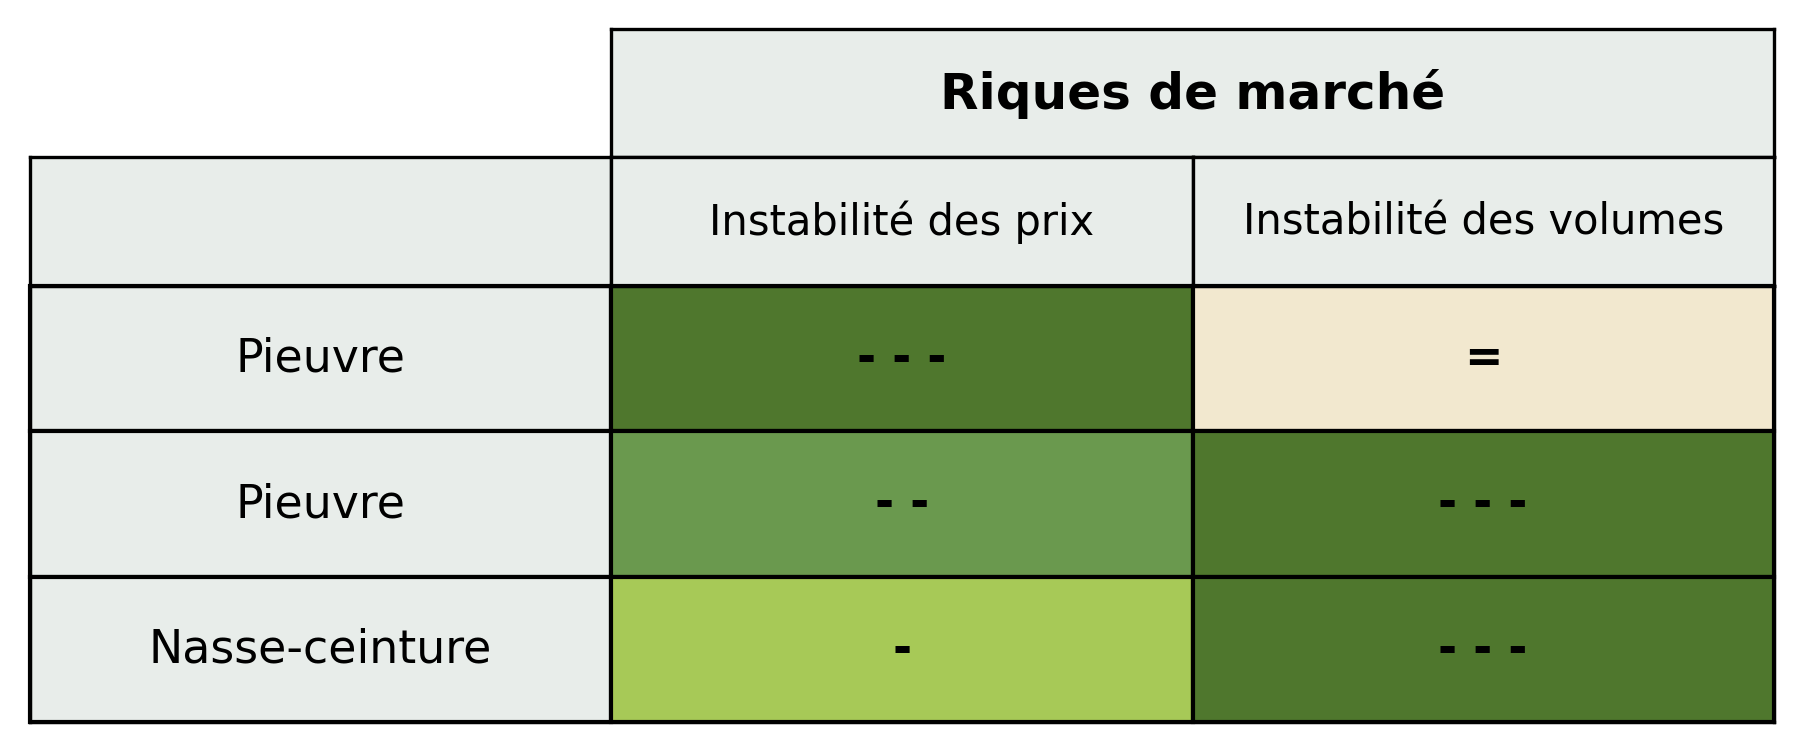 Riques de marché
Instabilité des prix Instabilité des volumes
Pieuvre - - - =
Pieuvre - - - - -
Nasse-ceinture - - - -